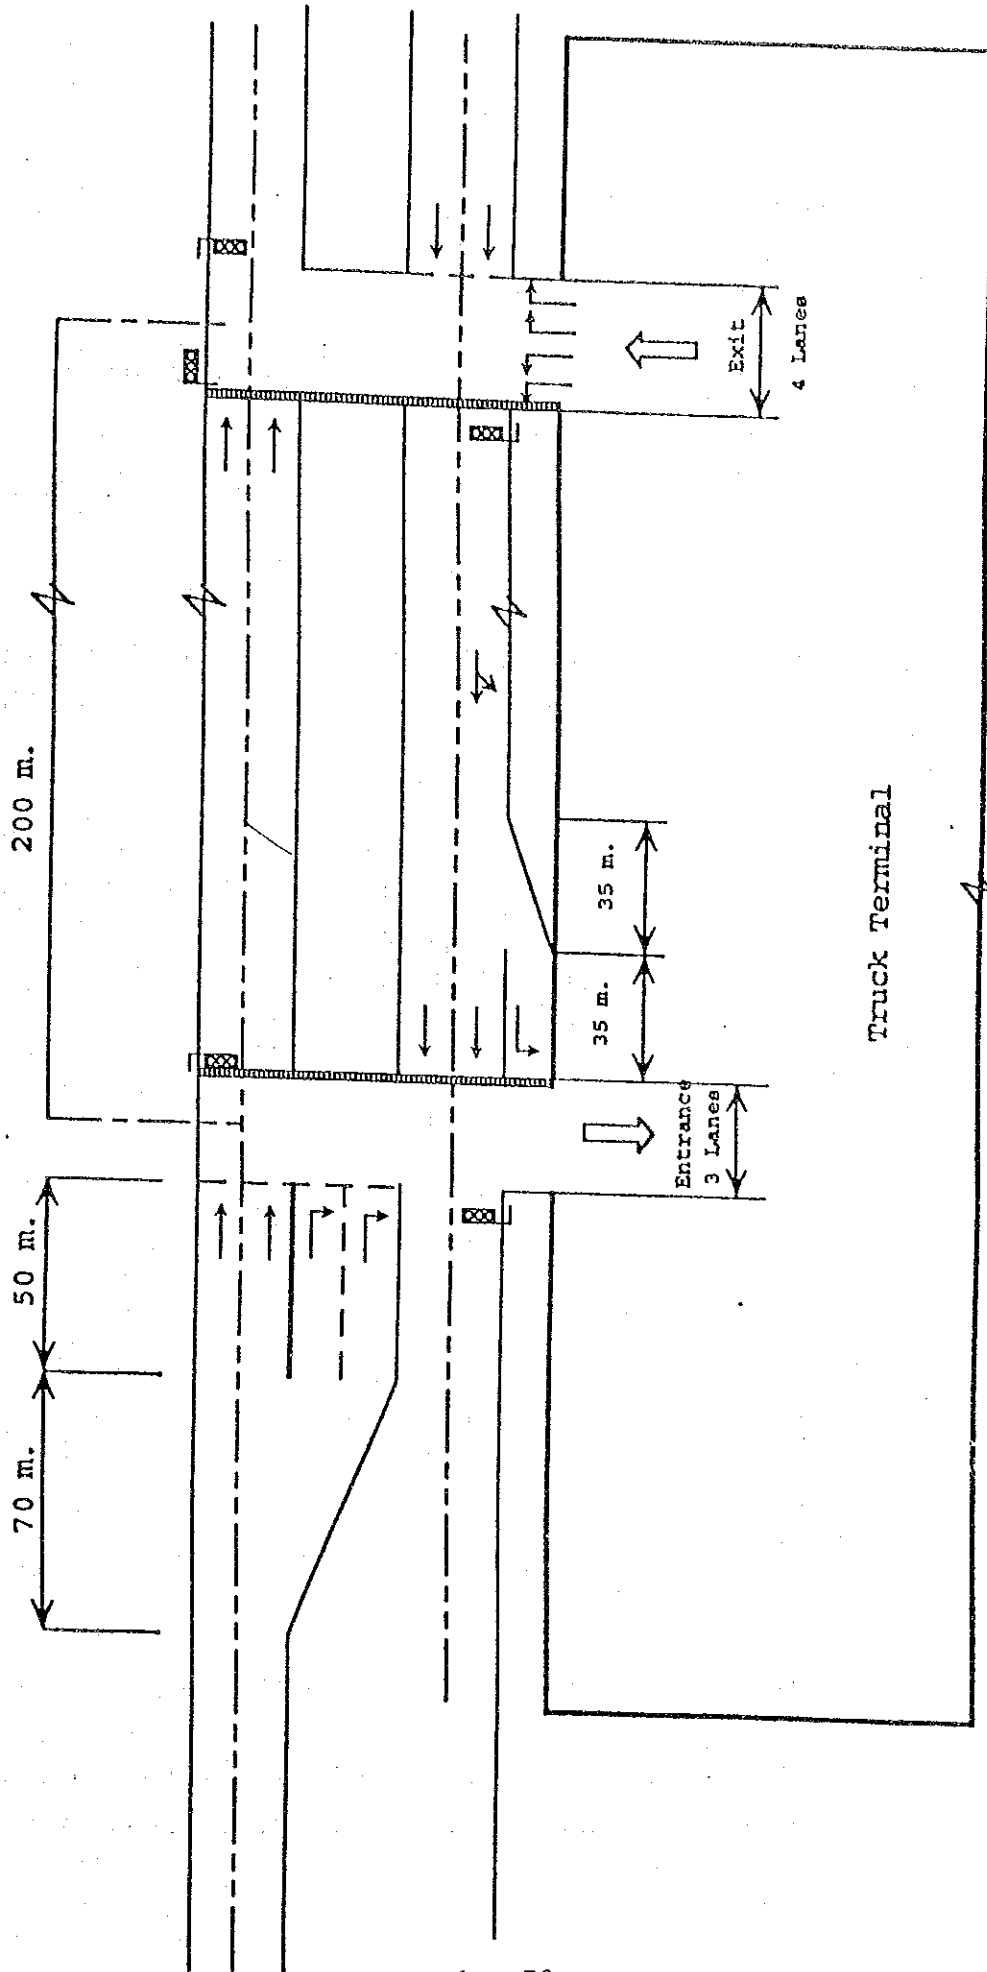 200 m.
50 m.
70 m.
35 m.
35 m.
Exit
4 Lanes
Entrance
3 Lanes
Truck Terminal